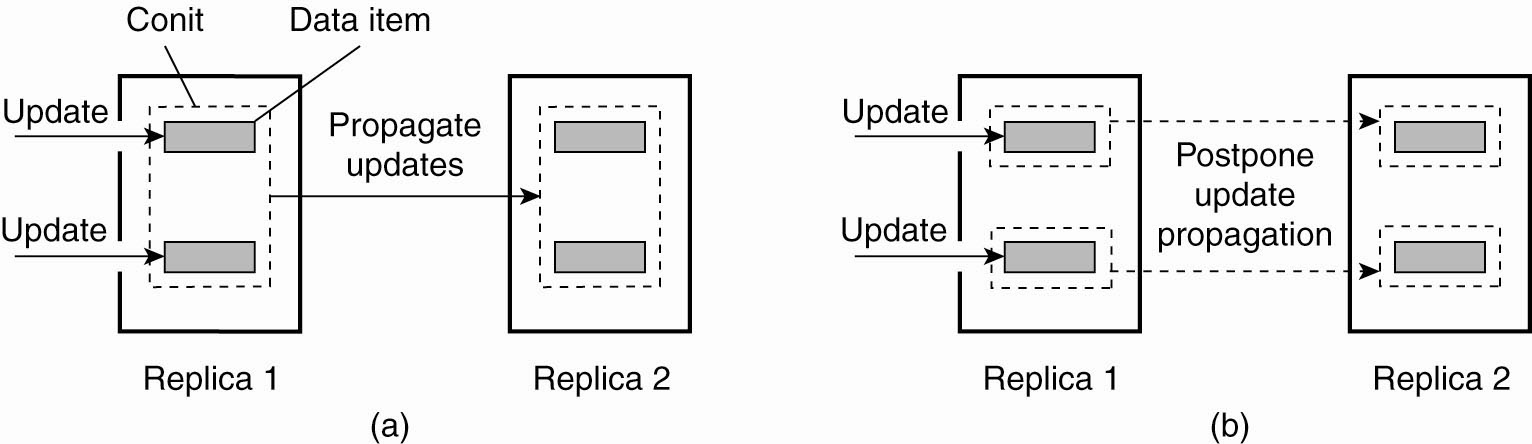 Conit
Data item
Update
Propagate
updates
Update
Replica 1
Replica 2
(a)
Update
Postpone
update
propagation
Update
Replica 1
Replica 2
(b)